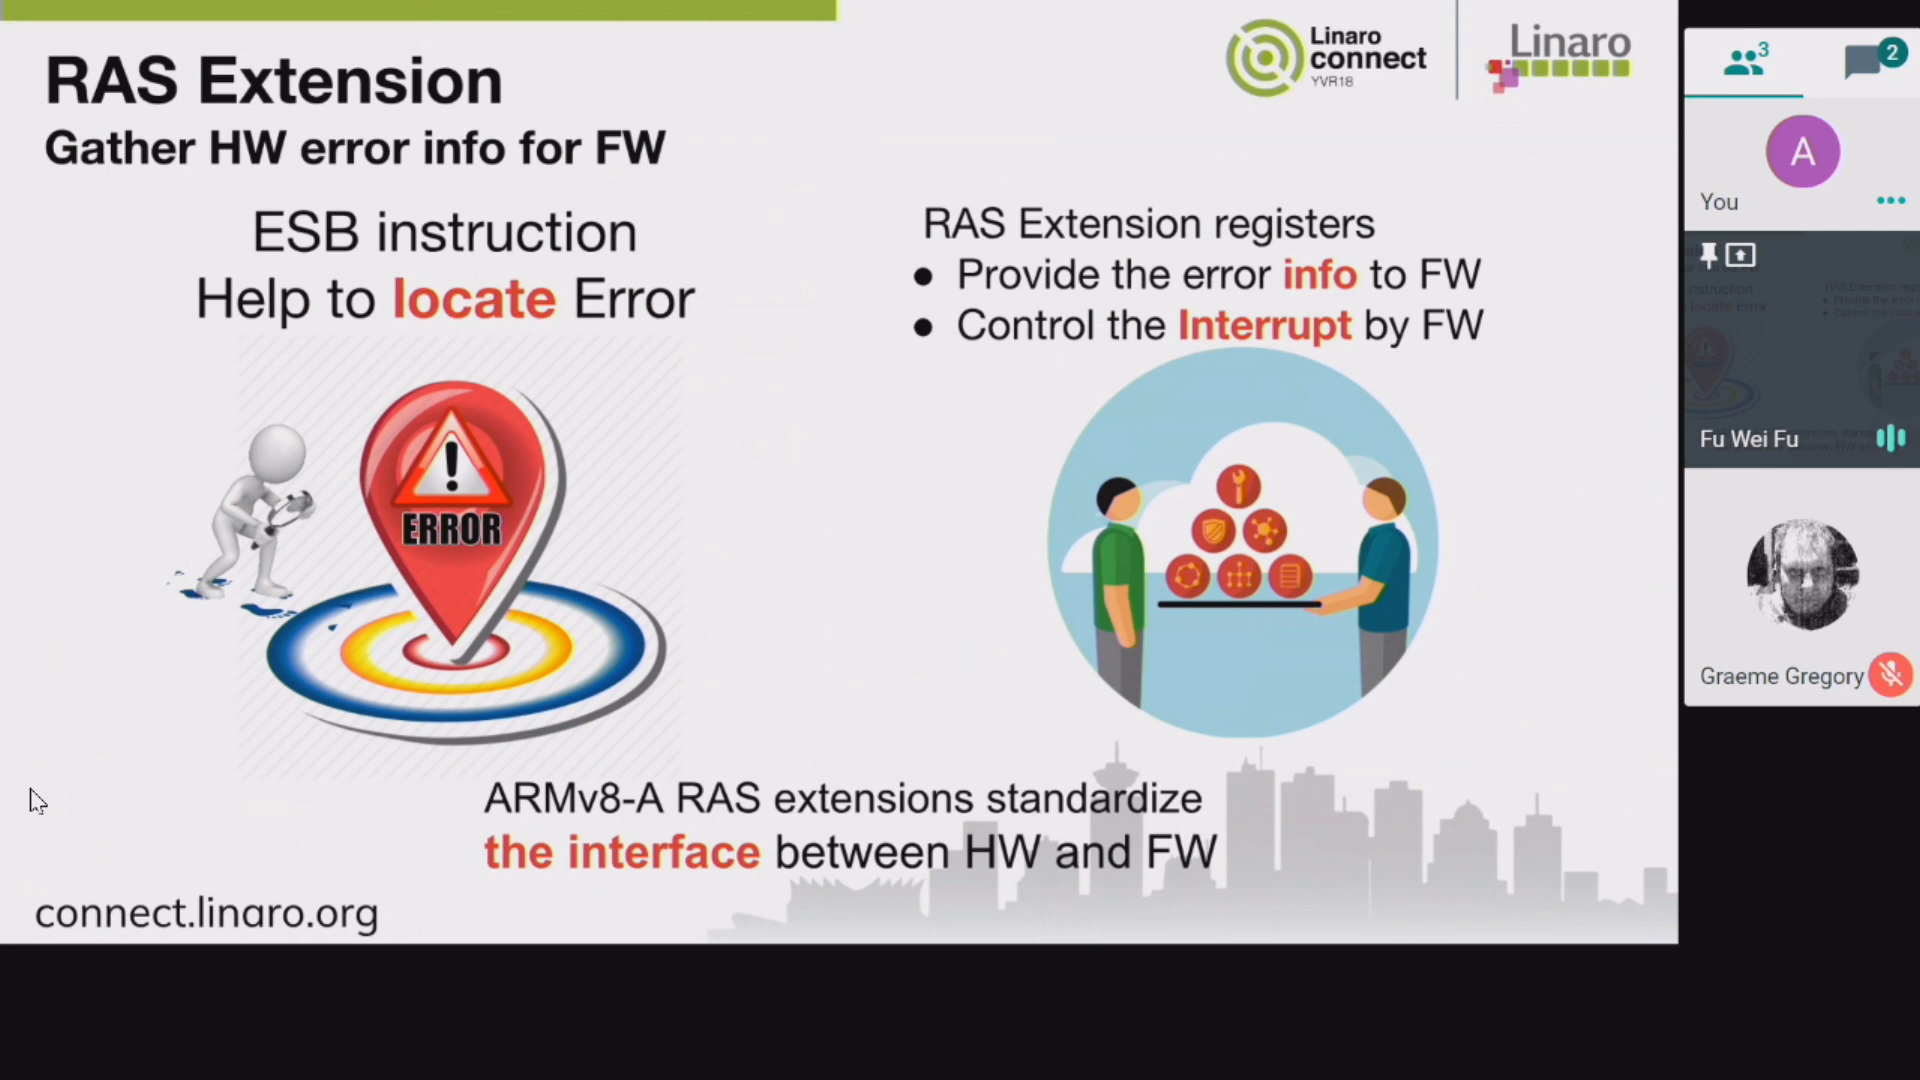 RAS Extension
Gather HW error info for FW
Linaro
connect
YVR18
Linaro
ESB instruction
Help to locate Error
ERROR
RAS Extension registers
● Provide the error info to FW
● Control the Interrupt by FW
ARMv8-A RAS extensions standardize
the interface between HW and FW
connect.linaro.org
3
2
A
You
Fu Wei Fu
Graeme Gregory